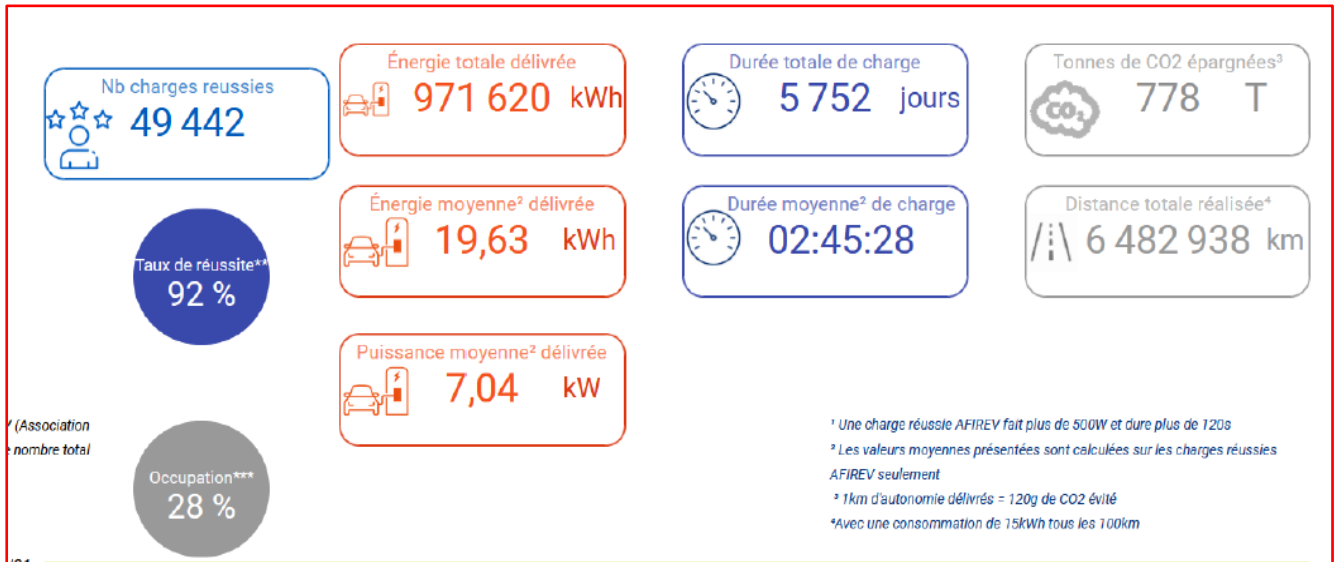 Nb charges reussies
49 442
Énergie totale délivrée
971 620 kWh
Durée totale de charge
5 752 jours
Tonnes de CO2 épargnées³
CO₂
778 T
Taux de réussite**
92 %
Énergie moyenne² délivrée
19,63 kWh
Durée moyenne² de charge
02:45:28
Distance totale réalisée⁴
6 482 938 km
Puissance moyenne² délivrée
7,04 kW
(Association
nombre total
Occupation***
28 %
¹ Une charge réussie AFIREV fait plus de 500W et dure plus de 120s
² Les valeurs moyennes présentées sont calculées sur les charges réussies
AFIREV seulement
³ 1km d'autonomie délivrés = 120g de CO2 évité
⁴Avec une consommation de 15kWh tous les 100km